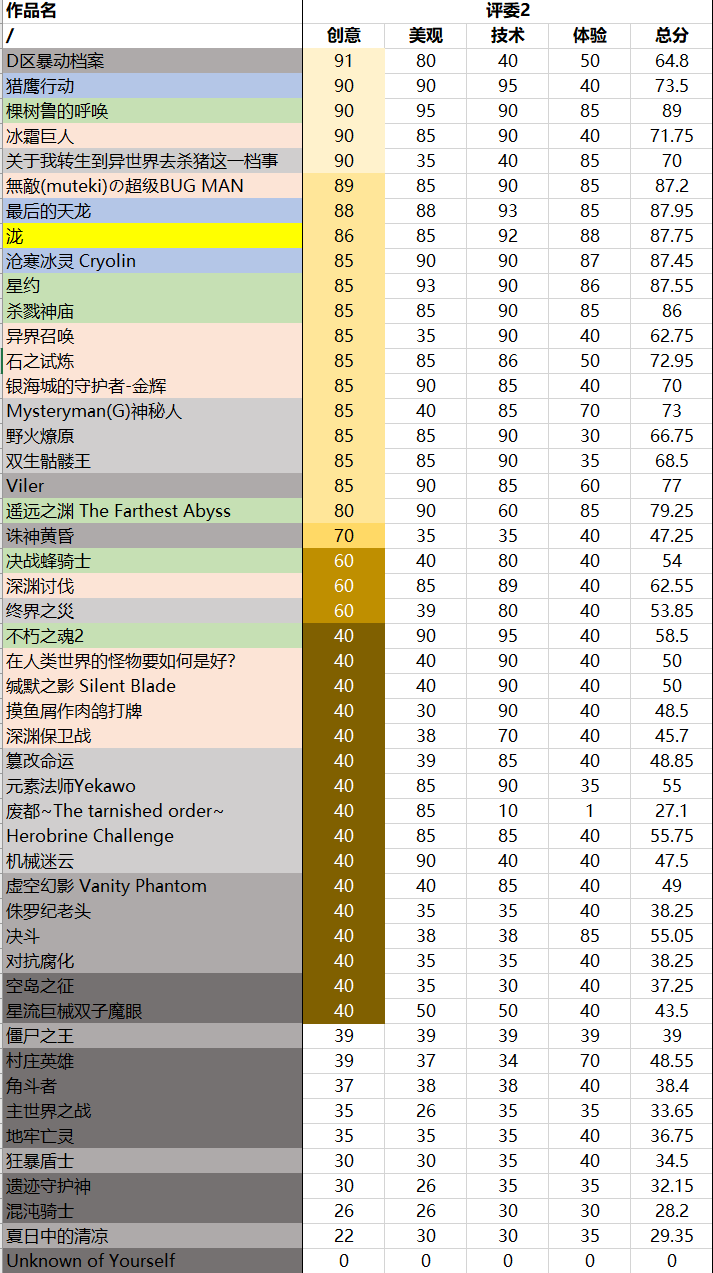 作品名 评委2
/ 创意 美观 技术 体验 总分
D区暴动档案 91 80 40 50 64.8
猎鹰行动 90 90 95 40 73.5
棵树鲁的呼唤 90 95 90 85 89
冰霜巨人 90 85 90 40 71.75
关于我转生到异世界去杀猪这一档事 90 35 40 85 70
無敵(muteki)の超级BUG MAN 89 85 90 85 87.2
最后的天龙 88 88 93 85 87.95
泷 86 85 92 88 87.75
沧寒冰灵 Cryolin 85 90 90 87 87.45
星约 85 93 90 86 87.55
杀戮神庙 85 85 90 85 86
异界召唤 85 35 90 40 62.75
石之试炼 85 85 86 50 72.95
银海城的守护者-金辉 85 90 85 40 70
Mysteryman(G)神秘人 85 40 85 70 73
野火燎原 85 85 90 30 66.75
双生骷髅王 85 85 90 35 68.5
Viler 85 90 85 60 77
遥远之渊 The Farthest Abyss 80 90 60 85 79.25
诛神黄昏 70 35 35 40 47.25
决战蜂骑士 60 40 80 40 54
深渊讨伐 60 85 89 40 62.55
终界之災 60 39 80 40 53.85
不朽之魂2 40 90 95 40 58.5
在人类世界的怪物要如何是好? 40 40 90 40 50
缄默之影 Silent Blade 40 40 90 40 50
摸鱼屑作肉鸽打牌 40 30 90 40 48.5
深渊保卫战 40 38 70 40 45.7
篡改命运 40 39 85 40 48.85
元素法师Yekawo 40 85 90 35 55
废都~The tarnished order~ 40 85 10 1 27.1
Herobrine Challenge 40 85 85 40 55.75
机械迷云 40 90 40 40 47.5
虚空幻影 Vanity Phantom 40 40 85 40 49
侏罗纪老头 40 35 35 40 38.25
决斗 40 38 38 85 55.05
对抗腐化 40 35 35 40 38.25
空岛之征 40 35 30 40 37.25
星流巨械双子魔眼 40 50 50 40 43.5
僵尸之王 39 39 39 39 39
村庄英雄 39 37 34 70 48.55
角斗者 37 38 38 40 38.4
主世界之战 35 26 35 35 33.65
地牢亡灵 35 35 35 40 36.75
狂暴盾士 30 30 35 40 34.5
遗迹守护神 30 26 35 35 32.15
混沌骑士 26 26 30 30 28.2
夏日中的清凉 22 30 30 35 29.35
Unknown of Yourself 0 0 0 0 0